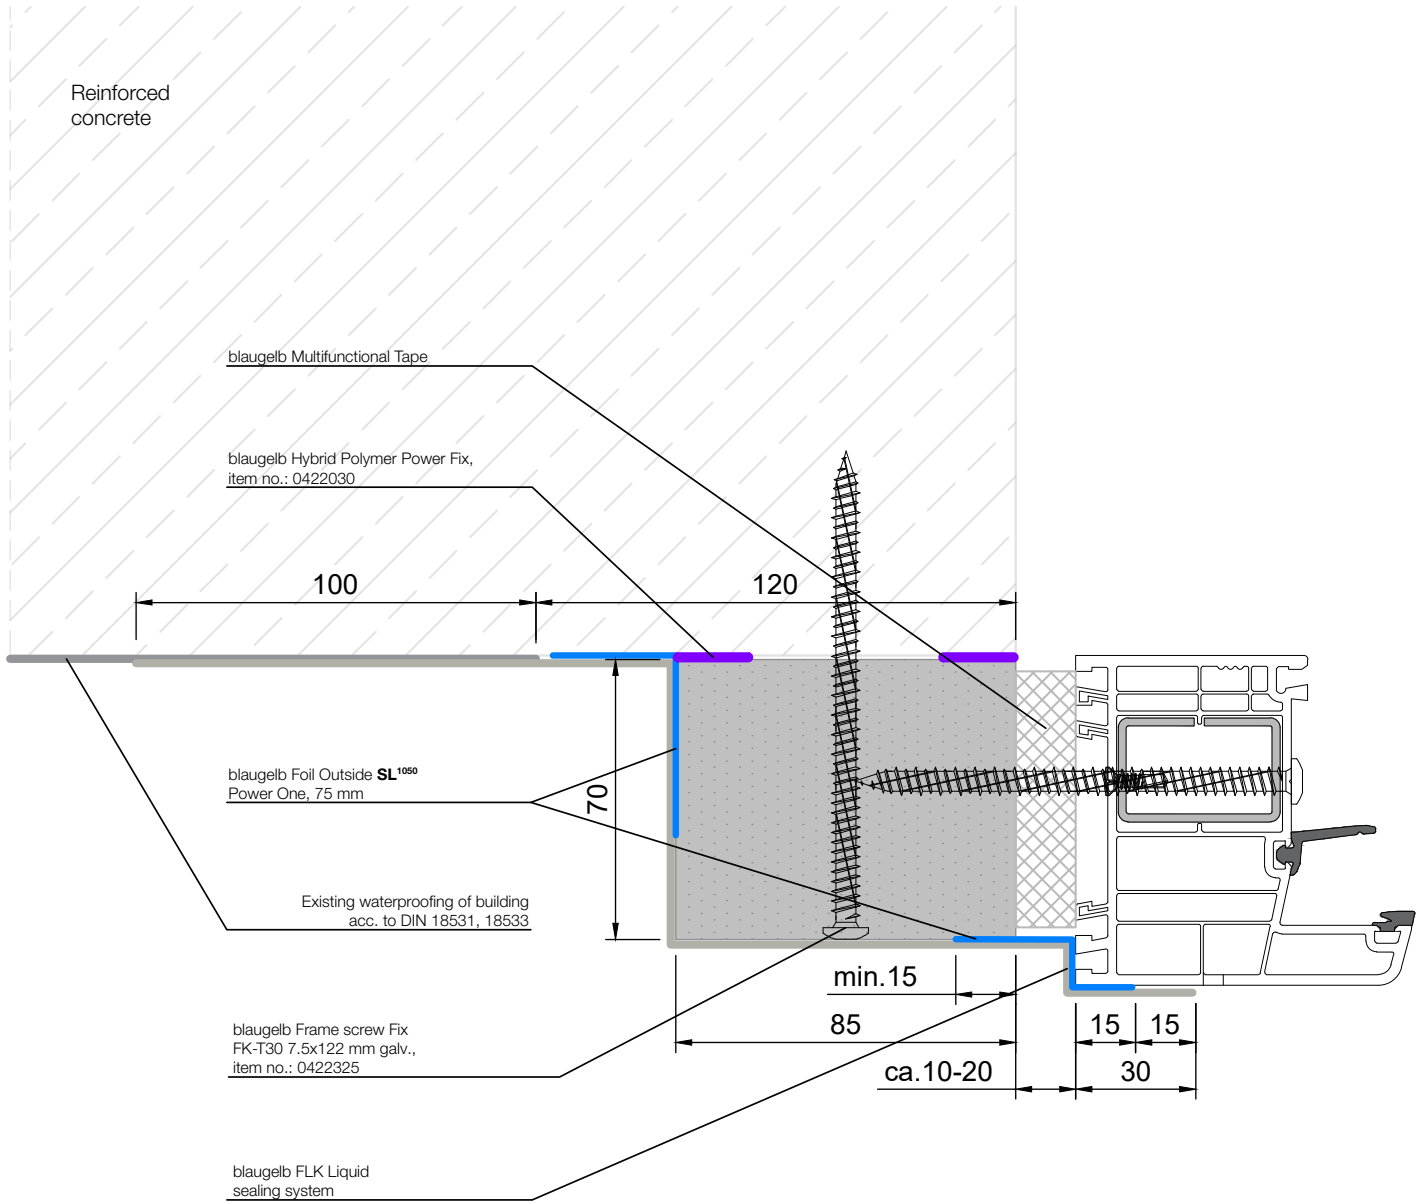 Reinforced
concrete
blaugelb Multifunctional Tape
blaugelb Hybrid Polymer Power Fix,
item no.: 0422030
100
120
blaugelb Foil Outside SL1050
Power One, 75 mm
70
Existing waterproofing of building
acc. to DIN 18531, 18533
min.15
85
15
15
blaugelb Frame screw Fix
FK-T30 7.5x122 mm galv.,
item no.: 0422325
ca.10-20
30
blaugelb FLK Liquid
sealing system